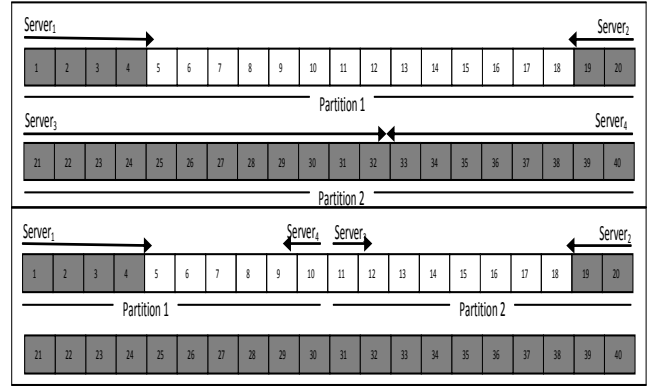 Server₁ Server₂
1 2 3 4 5 6 7 8 9 10 11 12 13 14 15 16 17 18 19 20
Partition 1
Server₃ Server₄
21 22 23 24 25 26 27 28 29 30 31 32 33 34 35 36 37 38 39 40
Partition 2
Server₁ Server₄ Server₃ Server₂
1 2 3 4 5 6 7 8 9 10 11 12 13 14 15 16 17 18 19 20
Partition 1 Partition 2
21 22 23 24 25 26 27 28 29 30 31 32 33 34 35 36 37 38 39 40